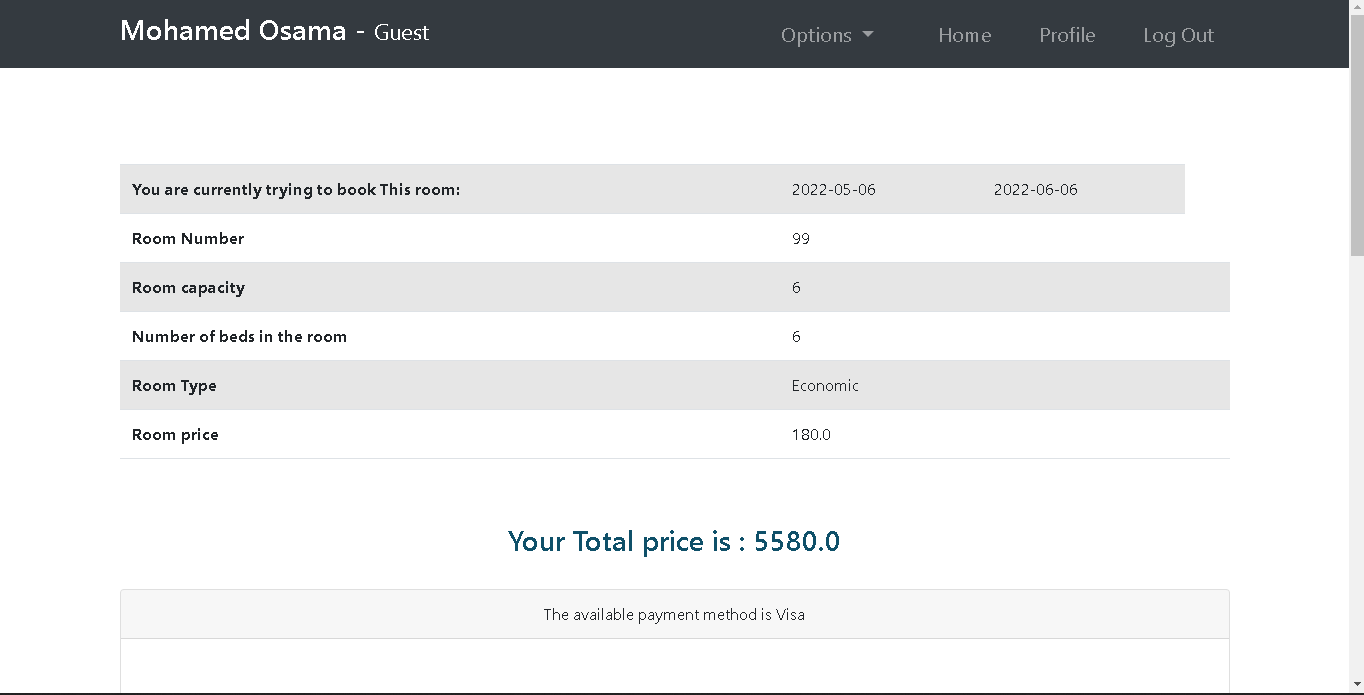 Mohamed Osama - Guest Options Home Profile Log Out
You are currently trying to book This room: 2022-05-06 2022-06-06
Room Number 99
Room capacity 6
Number of beds in the room 6
Room Type Economic
Room price 180.0
Your Total price is : 5580.0
The available payment method is Visa